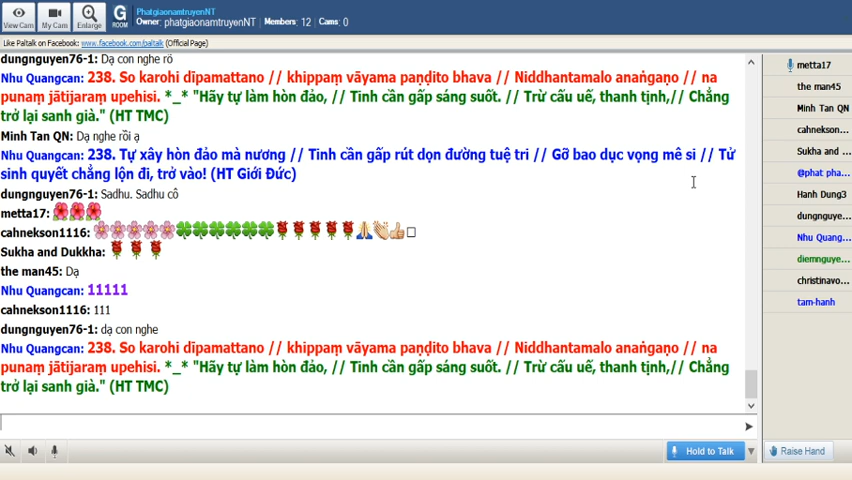 PhatgiaonamtruyenNT
Owner: phatgiaonamtruyenNT Members: 12 Cams: 0
View Cam My Cam Enlarge G ROOM
Like Paltalk on Facebook: www.facebook.com/paltalk (Official Page)
dungnguyen76-1: Dạ con nghe rõ
Nhu Quangcan: 238. So karohi dīpamattano // khippaṃ vāyama paṇḍito bhava // Niddhantamalo anaṅgaṇo // na
punaṃ jātijaraṃ upehisi. *_* "Hãy tự làm hòn đảo, // Tinh cần gấp sáng suốt. // Trừ cấu uế, thanh tịnh,// Chẳng
trở lại sanh già." (HT TMC)
Minh Tan QN: Dạ nghe rồi ạ
Nhu Quangcan: 238. Tự xây hòn đảo mà nương // Tinh cần gấp rút dọn đường tuệ tri // Gỡ bao dục vọng mê si // Tử
sinh quyết chẳng lộn đi, trở vào! (HT Giới Đức)
dungnguyen76-1: Sadhu. Sadhu cô
metta17:
cahnekson1116:
Sukha and Dukkha:
the man45: Dạ
Nhu Quangcan: 11111
cahnekson1116: 111
dungnguyen76-1: dạ con nghe
Nhu Quangcan: 238. So karohi dīpamattano // khippaṃ vāyama paṇḍito bhava // Niddhantamalo anaṅgaṇo // na
punaṃ jātijaraṃ upehisi. *_* "Hãy tự làm hòn đảo, // Tinh cần gấp sáng suốt. // Trừ cấu uế, thanh tịnh,// Chẳng
trở lại sanh già." (HT TMC)
Hold to Talk
metta17
the man45
Minh Tan QN
cahnekson...
Sukha and ...
@phat pha...
Hanh Dung3
dungnguye...
Nhu Quang...
diemnguye...
christinavo...
tam-hanh
Raise Hand